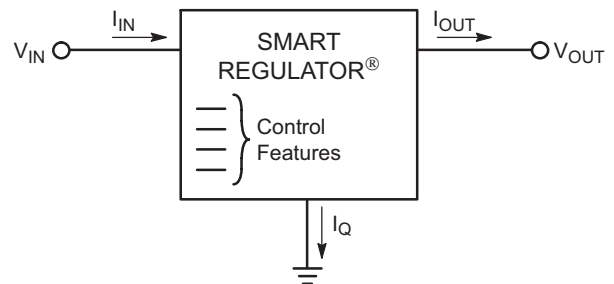 I_IN
I_OUT
V_IN
SMART
REGULATOR®
V_OUT
Control
Features
I_Q